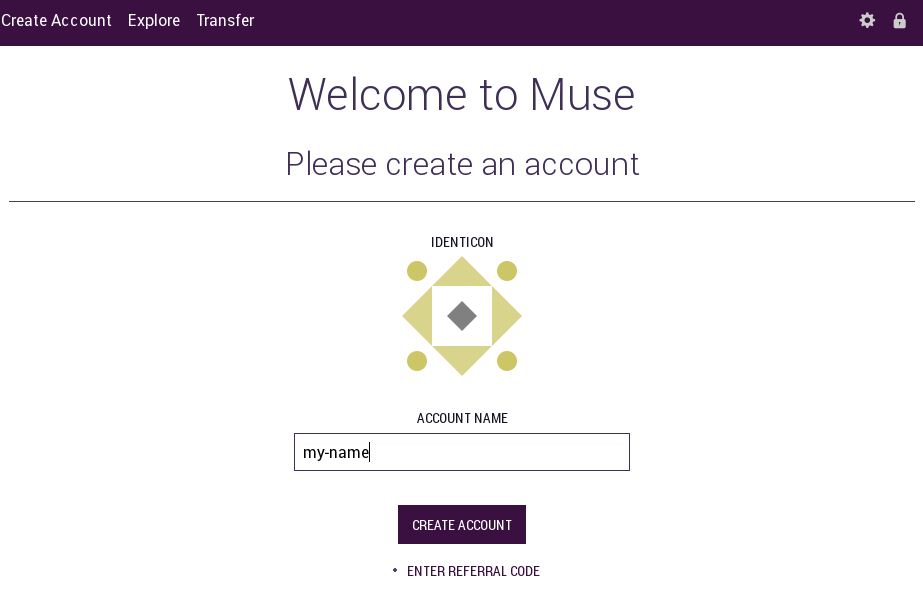 Create Account Explore Transfer
Welcome to Muse
Please create an account
IDENTICON
ACCOUNT NAME
my-name
CREATE ACCOUNT
ENTER REFERRAL CODE